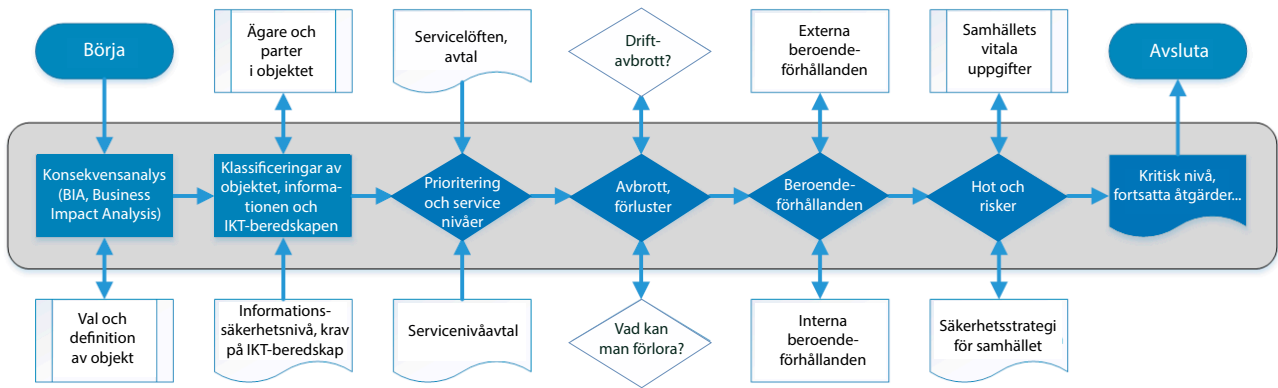 Börja
Ägare och
parter
i objektet
Servicelöften,
avtal
Drift-
avbrott?
Externa
beroende-
förhållanden
Samhällets
vitala
uppgifter
Avsluta
Konsekvensanalys
(BIA, Business
Impact Analysis)
Klassificeringar av
objektet, informa-
tionen och
IKT-beredskapen
Prioritering
och service
nivåer
Avbrott,
förluster
Beroende-
förhållanden
Hot och
risker
Kritisk nivå,
fortsatta åtgärder...
Val och
definition
av objekt
Informations-
säkerhetsnivå, krav
på IKT-beredskap
Servicenivåavtal
Vad kan
man förlora?
Interna
beroende-
förhållanden
Säkerhetsstrategi
för samhället